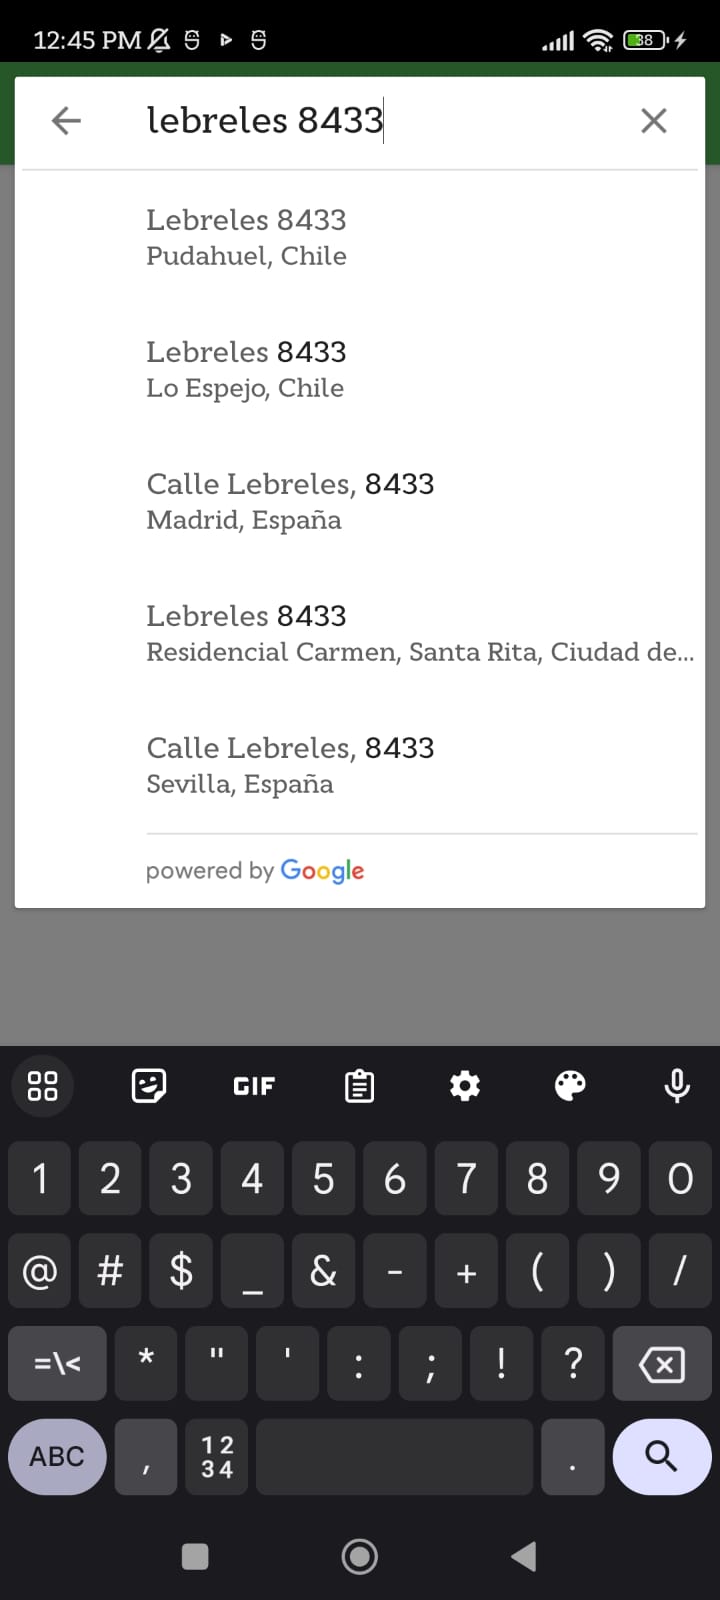 12:45 PM
38
lebreles 8433
Lebreles 8433
Pudahuel, Chile
Lebreles 8433
Lo Espejo, Chile
Calle Lebreles, 8433
Madrid, España
Lebreles 8433
Residencial Carmen, Santa Rita, Ciudad de...
Calle Lebreles, 8433
Sevilla, España
powered by Google
GIF
1 2 3 4 5 6 7 8 9 0
@ # $ _ & - + ( ) /
=\< * " ' : ; ! ?
ABC , 12 34 .